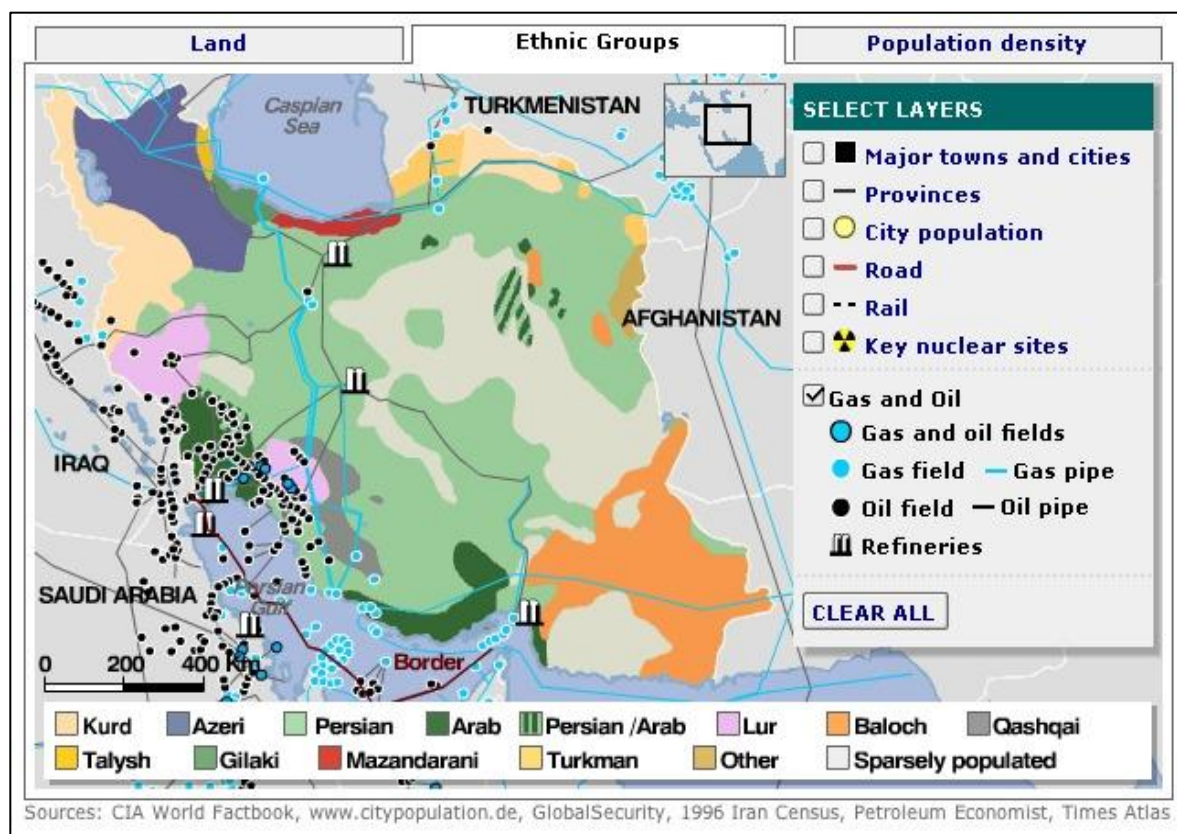 Land
Ethnic Groups
Population density
Caspian
Sea
TURKMENISTAN
AFGHANISTAN
IRAQ
SAUDI ARABIA
Persian
Gulf
Border
0 200 400 Km
SELECT LAYERS
Major towns and cities
Provinces
City population
Road
Rail
Key nuclear sites
Gas and Oil
Gas and oil fields
Gas field Gas pipe
Oil field Oil pipe
Refineries
CLEAR ALL
Kurd Azeri Persian Arab Persian /Arab Lur Baloch Qashqai
Talysh Gilaki Mazandarani Turkman Other Sparsely populated
Sources: CIA World Factbook, www.citypopulation.de, GlobalSecurity, 1996 Iran Census, Petroleum Economist, Times Atlas